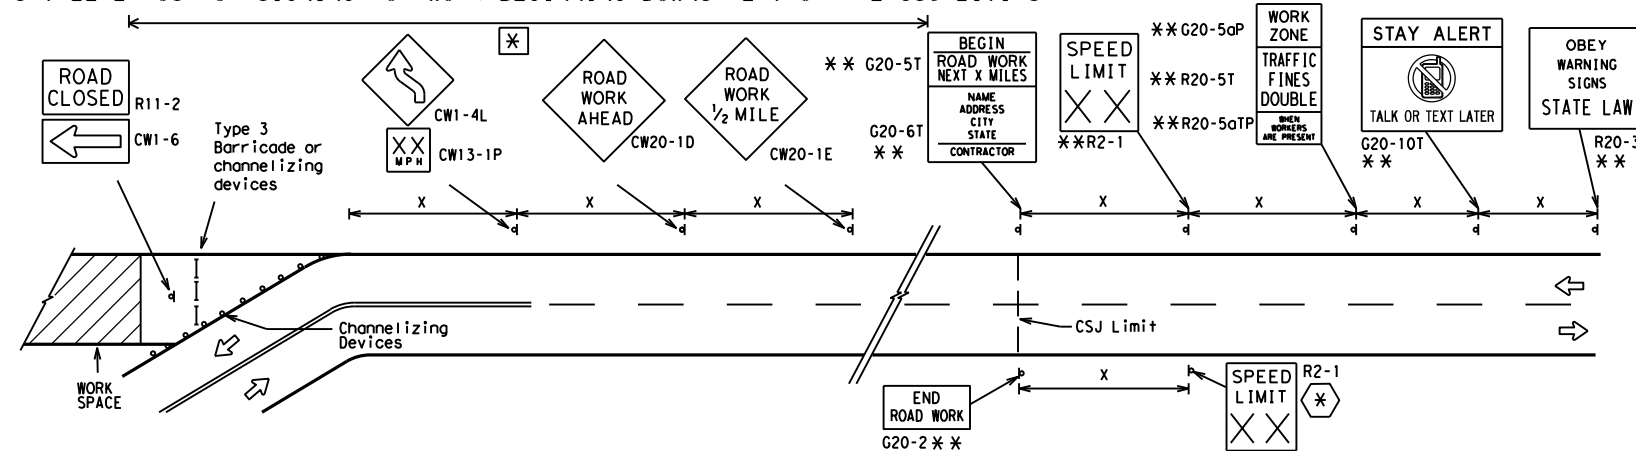 ROAD
CLOSED
R11-2
CW1-6
Type 3
Barricade or
channelizing
devices
CW1-4L
XX
MPH
CW13-1P
*
ROAD
WORK
AHEAD
CW20-1D
ROAD
WORK
1/2 MILE
CW20-1E
** G20-5T
G20-6T
**
BEGIN
ROAD WORK
NEXT X MILES
NAME
ADDRESS
CITY
STATE
CONTRACTOR
SPEED
LIMIT
XX
**R2-1
**G20-5aP
**R20-5T
**R20-5aTP
WORK
ZONE
TRAFFIC
FINES
DOUBLE
WHEN
WORKERS
ARE PRESENT
STAY ALERT
TALK OR TEXT LATER
G20-10T
**
OBEY
WARNING
SIGNS
STATE LAW
R20-3
**
X
X
X
X
X
X
X
Channelizing
Devices
CSJ Limit
WORK
SPACE
END
ROAD WORK
G20-2 **
X
SPEED
LIMIT
XX
R2-1
*